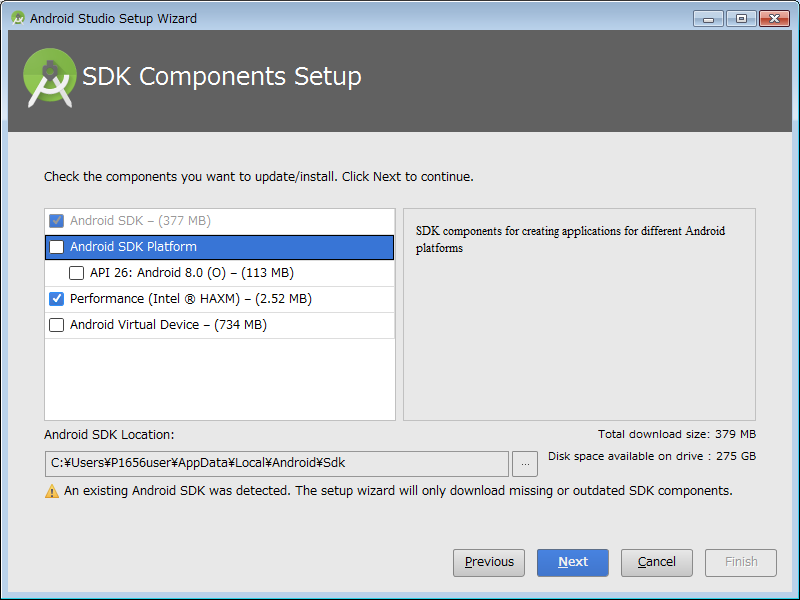 Android Studio Setup Wizard
SDK Components Setup
Check the components you want to update/install. Click Next to continue.
Android SDK – (377 MB)
Android SDK Platform
API 26: Android 8.0 (O) – (113 MB)
Performance (Intel ® HAXM) – (2.52 MB)
Android Virtual Device – (734 MB)
SDK components for creating applications for different Android
platforms
Android SDK Location:
Total download size: 379 MB
C:¥Users¥P1656user¥AppData¥Local¥Android¥Sdk
...
Disk space available on drive : 275 GB
An existing Android SDK was detected. The setup wizard will only download missing or outdated SDK components.
Previous
Next
Cancel
Finish